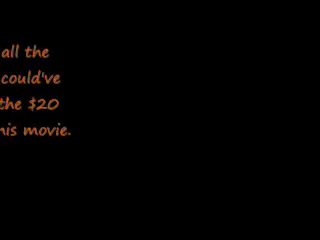 all the
could've
the $20
his movie.